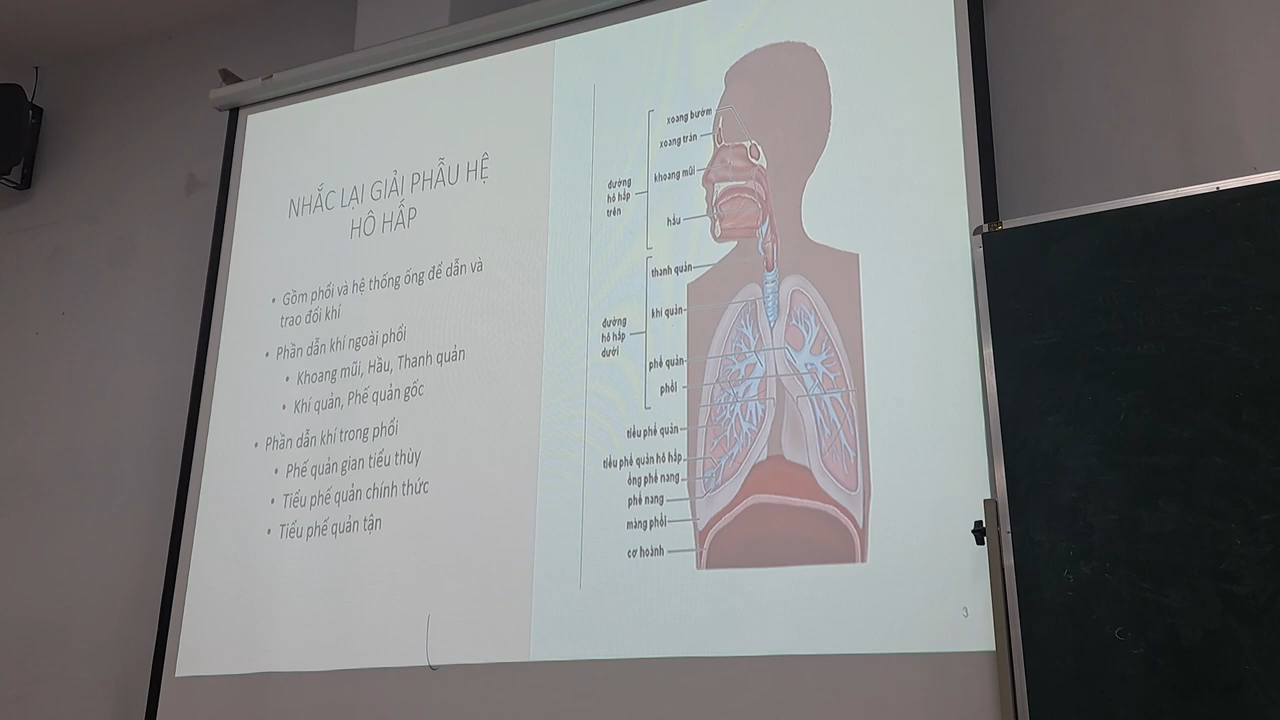 NHẮC LẠI GIẢI PHẪU HỆ
HÔ HẤP
• Gồm phổi và hệ thống ống để dẫn và
trao đổi khí
• Phần dẫn khí ngoài phổi
• Khoang mũi, Hầu, Thanh quản
• Khí quản, Phế quản gốc
• Phần dẫn khí trong phổi
• Phế quản gian tiểu thùy
• Tiểu phế quản chính thức
• Tiểu phế quản tận
xoang bướm
xoang trán
khoang mũi
hầu
đường
hô hấp
trên
thanh quản
khí quản
phế quản
phổi
đường
hô hấp
dưới
tiểu phế quản
tiểu phế quản hô hấp
ống phế nang
phế nang
màng phổi
cơ hoành
3